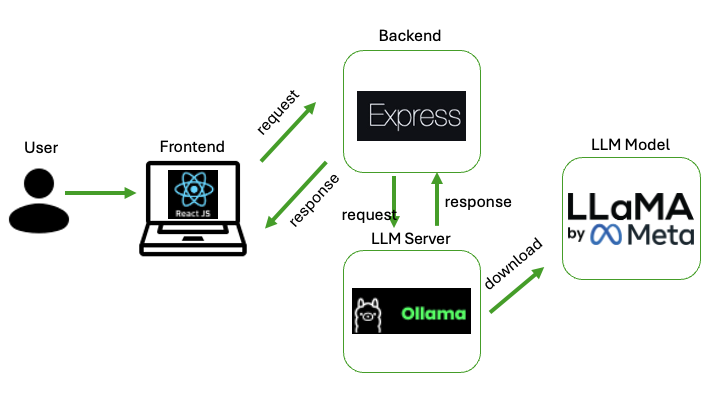 Backend
Express
request
response
User
Frontend
React JS
request
response
LLM Server
Ollama
download
LLM Model
LLaMA
by Meta